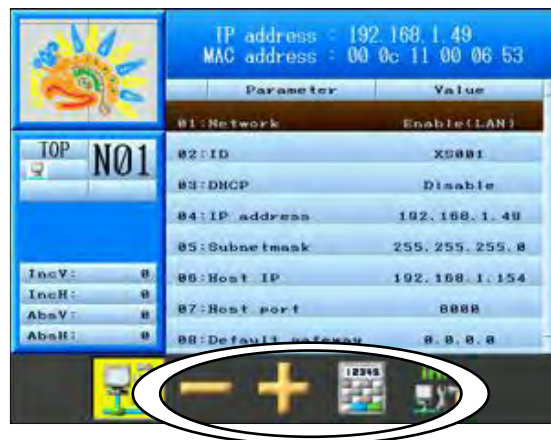 IP address : 192.168.1.49
MAC address : 00 0c 11 00 06 53
Parameter Value
01:Network Enable(LAN)
TOP
N01
02:ID XS001
03:DHCP Disable
04:IP address 192.168.1.49
05:Subnetmask 255.255.255.0
IncV: 0
06:Host IP 192.168.1.154
IncH: 0
07:Host port 8000
AbsV: 0
AbsH: 0
08:Default gateway 0.0.0.0
12345